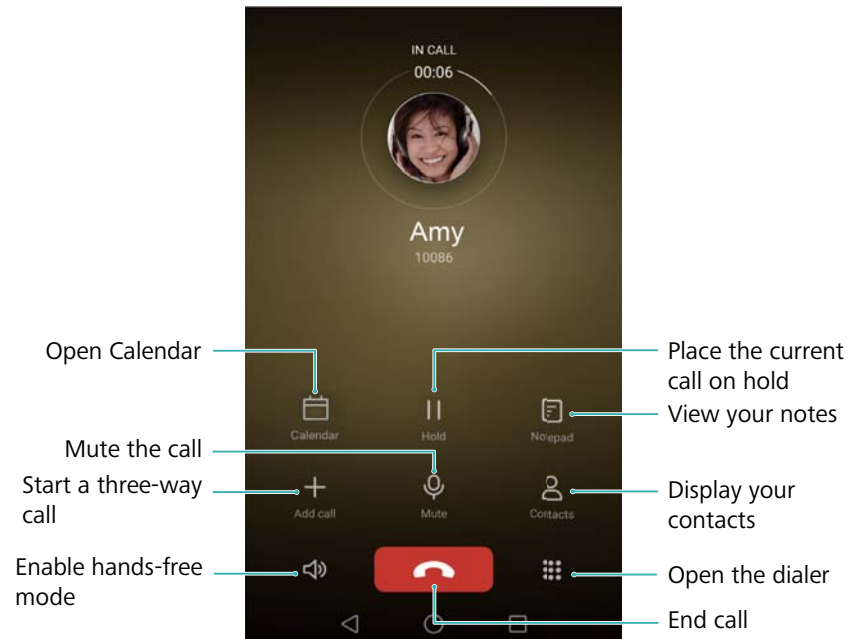 IN CALL
00:06
Amy
10086
Open Calendar
Place the current
call on hold
View your notes
Calendar
Hold
Notepad
Mute the call
Start a three-way
call
Display your
contacts
Add call
Mute
Contacts
Enable hands-free
mode
Open the dialer
End call